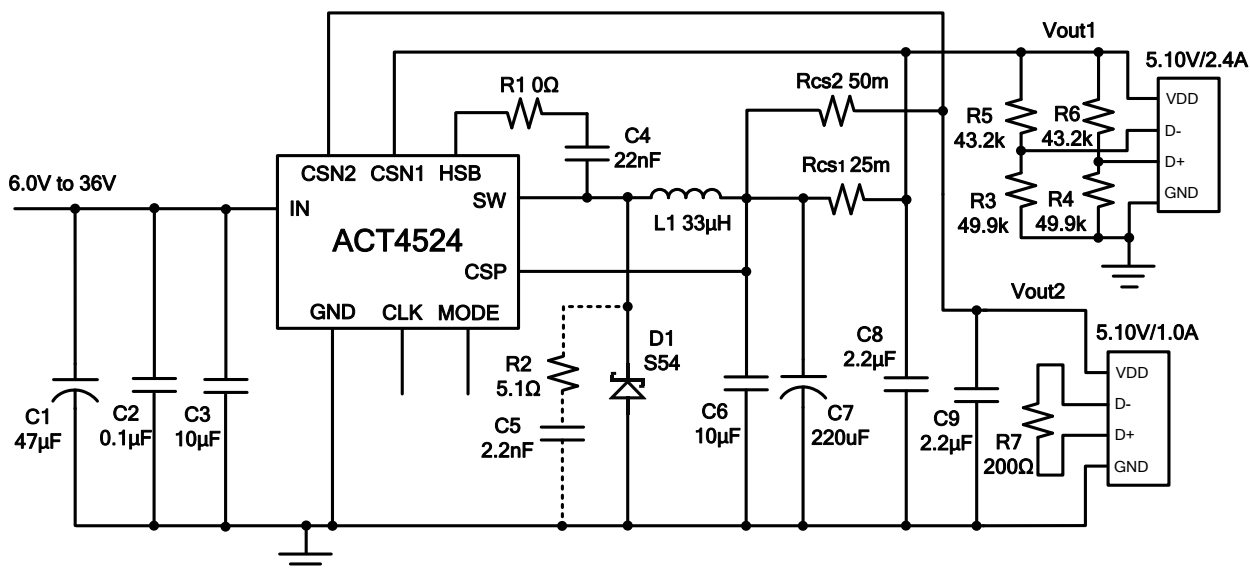 Vout1
5.10V/2.4A
R1 0Ω
Rcs2 50m
VDD
R5
43.2k
R6
43.2k
D-
C4
22nF
CSN2
CSN1
HSB
Rcs1 25m
D+
6.0V to 36V
IN
SW
R3
49.9k
R4
49.9k
GND
L1 33µH
ACT4524
CSP
Vout2
GND
CLK
MODE
5.10V/1.0A
D1
S54
C8
2.2µF
R2
5.1Ω
VDD
C1
47µF
C2
0.1µF
C3
10µF
C5
2.2nF
C6
10µF
C7
220uF
C9
2.2µF
R7
200Ω
D-
D+
GND